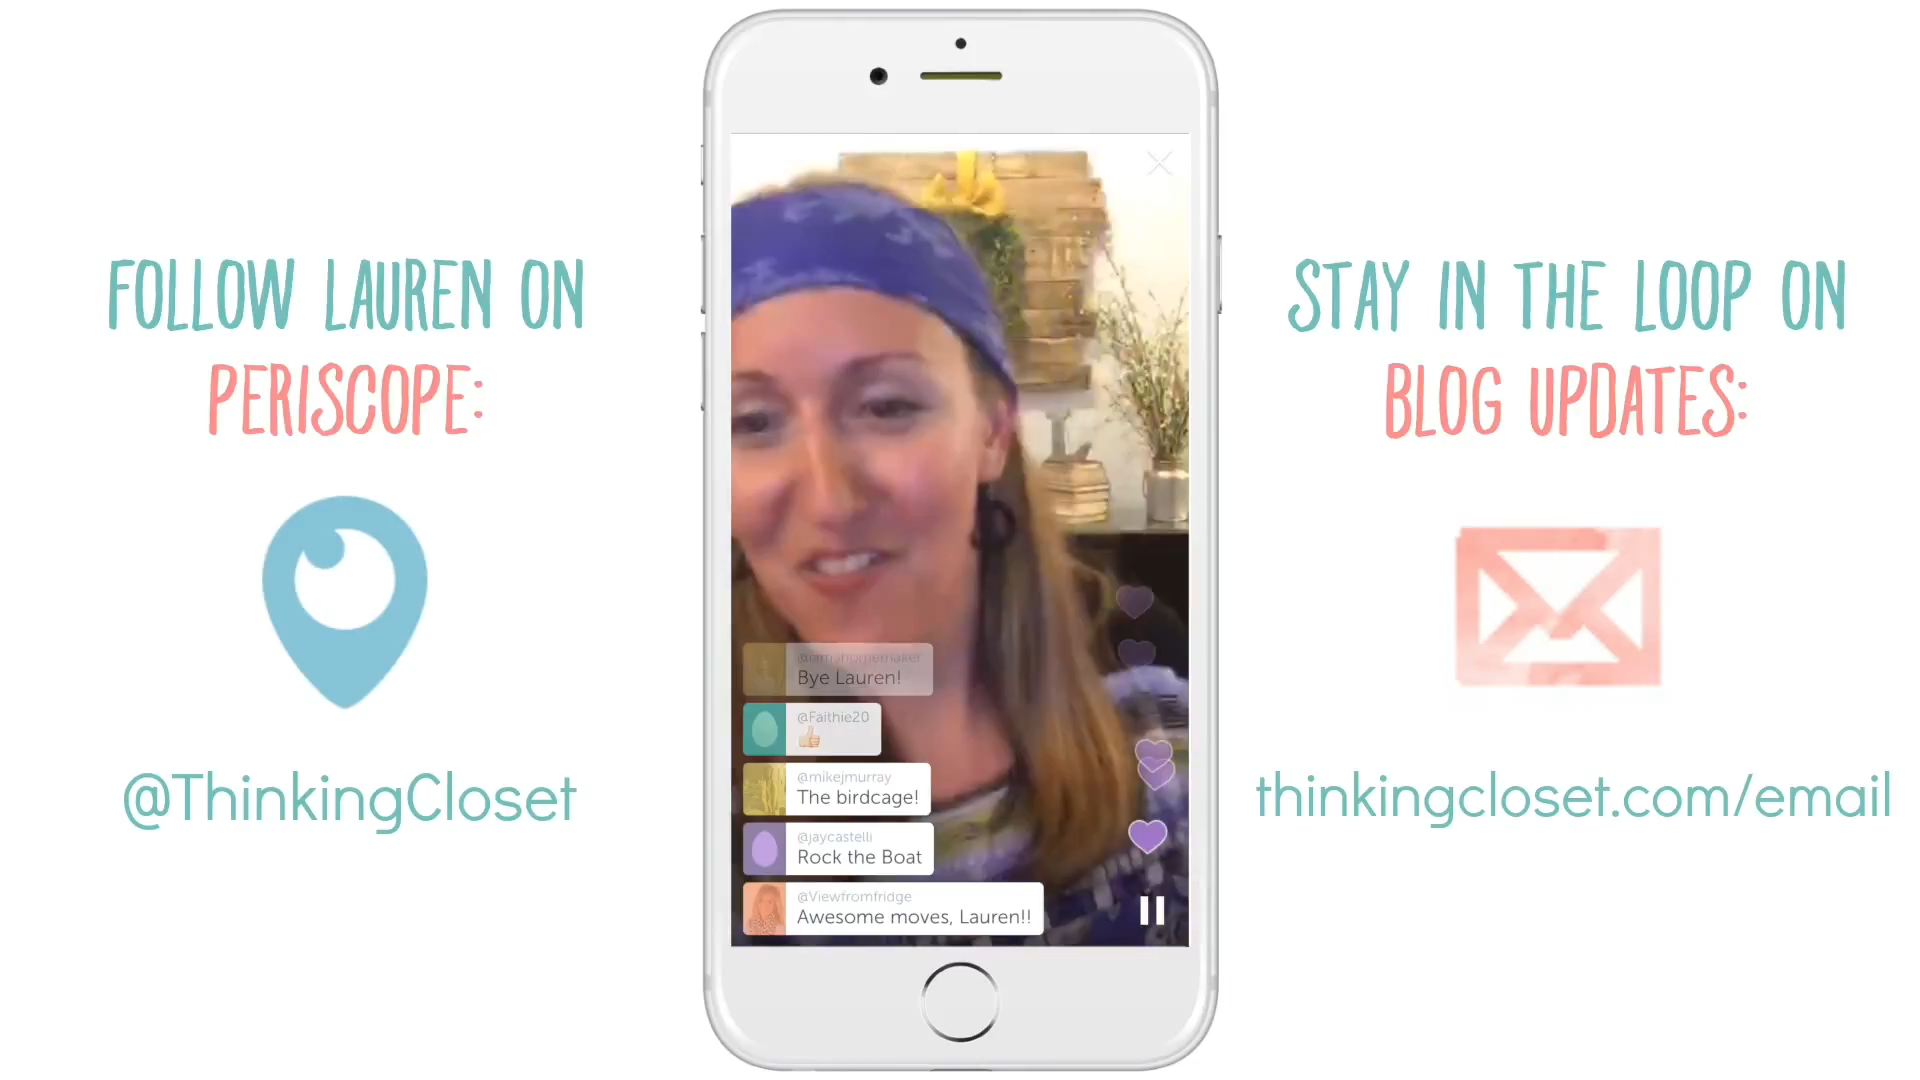 FOLLOW LAUREN ON
PERISCOPE:
@ThinkingCloset
@iamahomemaker
Bye Lauren!
@Faithie20
@mikejmurray
The birdcage!
@jaycastelli
Rock the Boat
@Viewfromfridge
Awesome moves, Lauren!!
STAY IN THE LOOP ON
BLOG UPDATES:
thinkingcloset.com/email